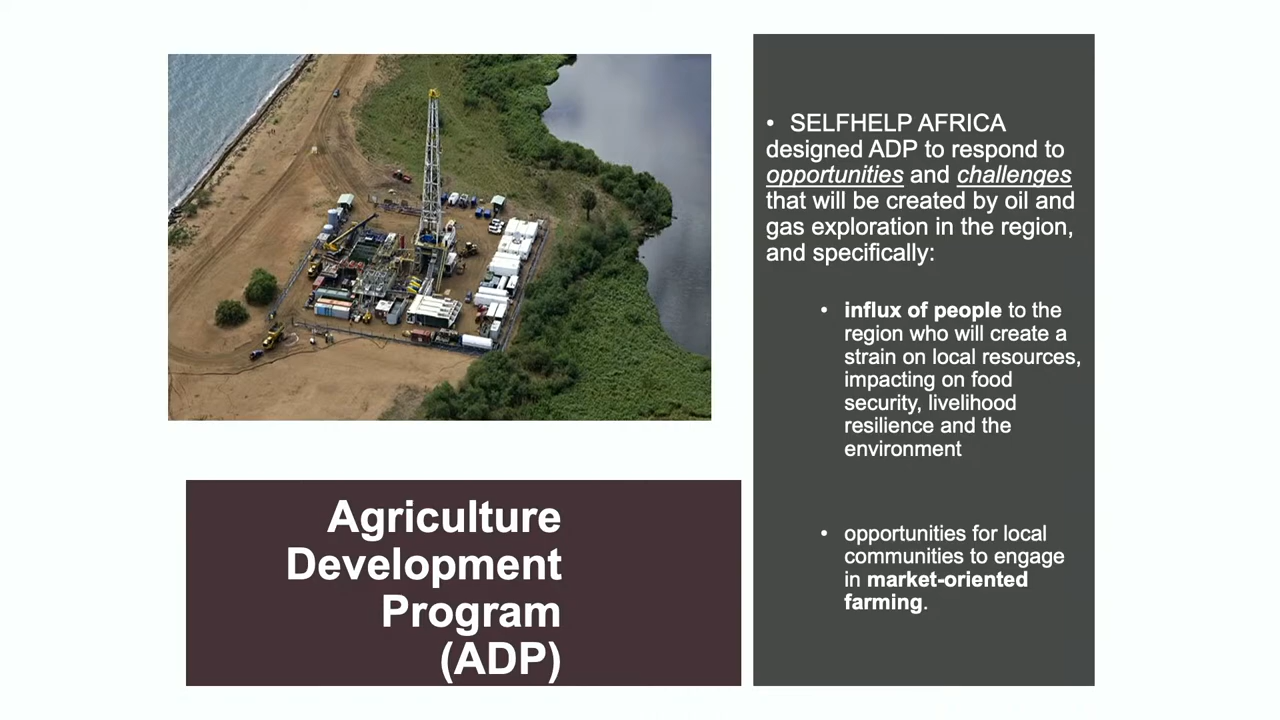 • SELFHELP AFRICA
designed ADP to respond to
opportunities and challenges
that will be created by oil and
gas exploration in the region,
and specifically:
• influx of people to the
region who will create a
strain on local resources,
impacting on food
security, livelihood
resilience and the
environment
• opportunities for local
communities to engage
in market-oriented
farming.
Agriculture
Development
Program
(ADP)